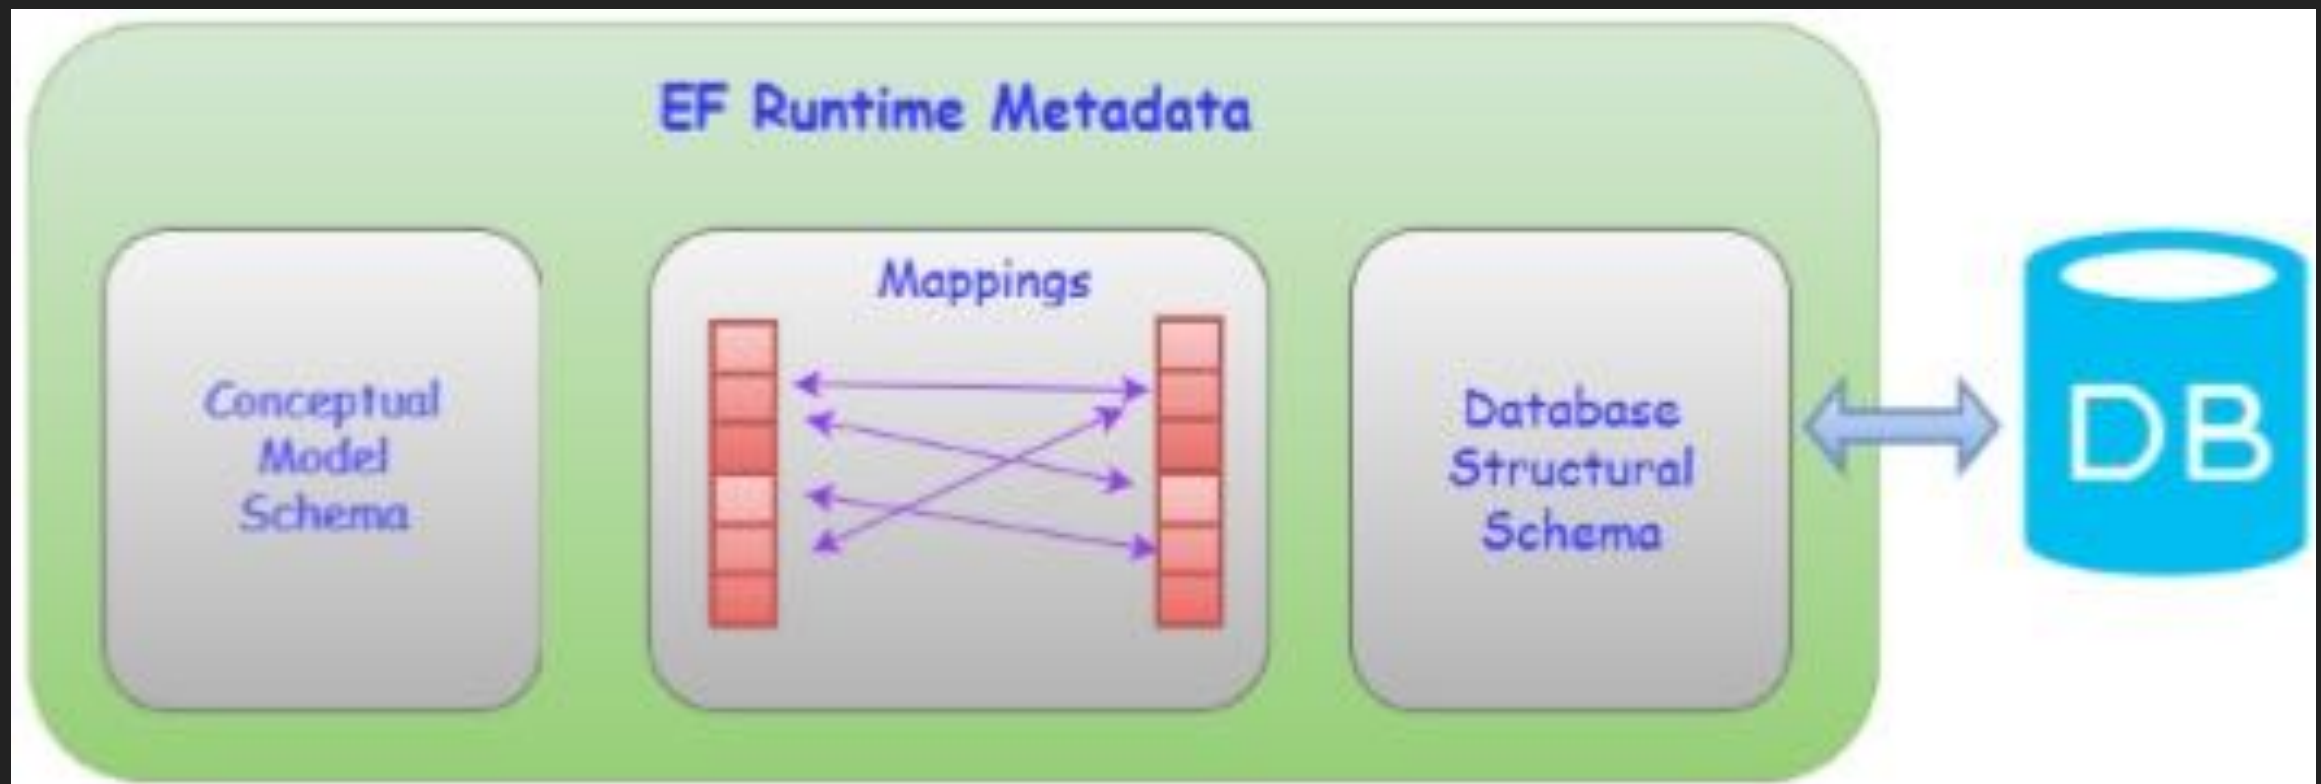 EF Runtime Metadata
Conceptual
Model
Schema
Mappings
Database
Structural
Schema
DB